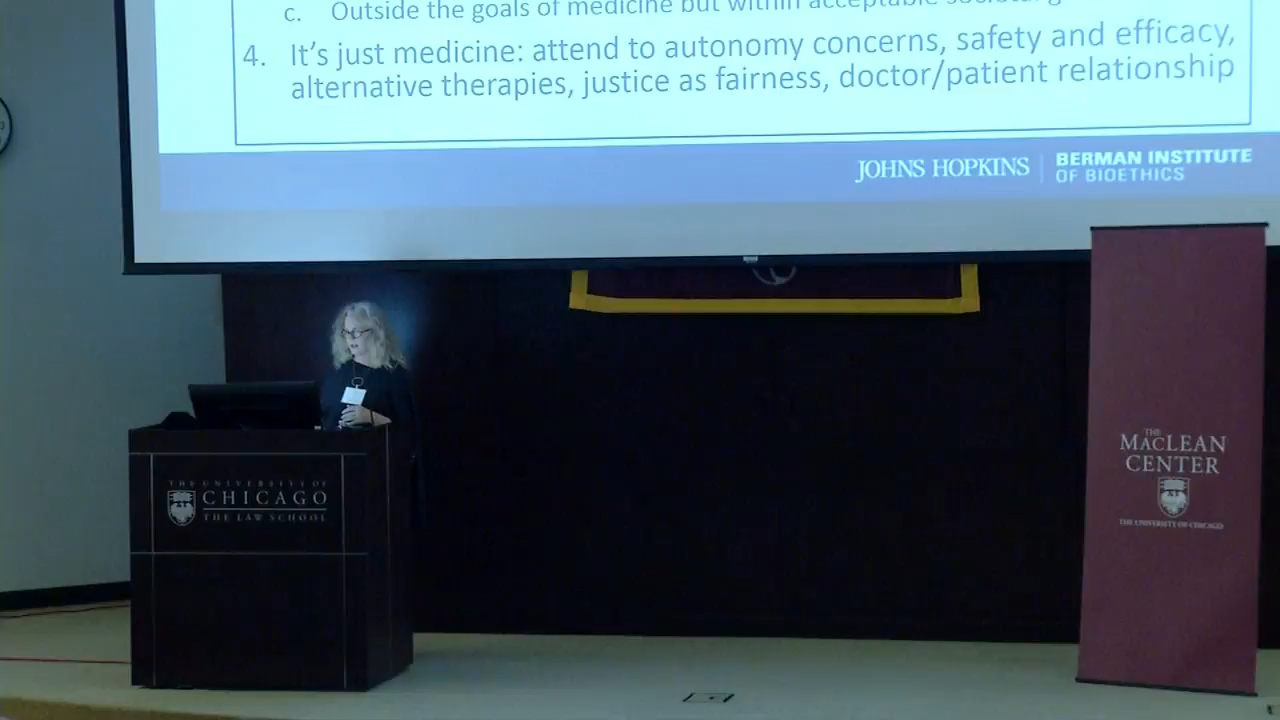 c. Outside the goals of medicine but within acceptable
4. It's just medicine: attend to autonomy concerns, safety and efficacy,
alternative therapies, justice as fairness, doctor/patient relationship
JOHNS HOPKINS
BERMAN INSTITUTE
OF BIOETHICS
THE UNIVERSITY OF
CHICAGO
THE LAW SCHOOL
THE
MACLEAN
CENTER
THE UNIVERSITY OF CHICAGO